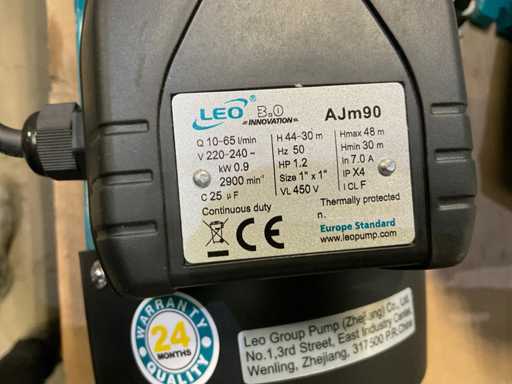 LEO® 3.0 INNOVATION AJm90
Q 10-65 l/min H 44-30 m Hmax 48 m
V 220-240 ~ Hz 50 Hmin 30 m
kW 0.9 HP 1.2 In 7.0 A
2900 min⁻¹ Size 1" x 1" IP X4
C 25 μF VL 450 V I CL F
Continuous duty Thermally protected
n.
CE Europe Standard
www.leopump.com
WARRANTY
24
MONTHS
QUALITY
Leo Group Pump (Zhejiang) Co., Ltd.
No.1,3rd Street, East Industry Center,
Wenling, Zhejiang, 317500 P.R.China